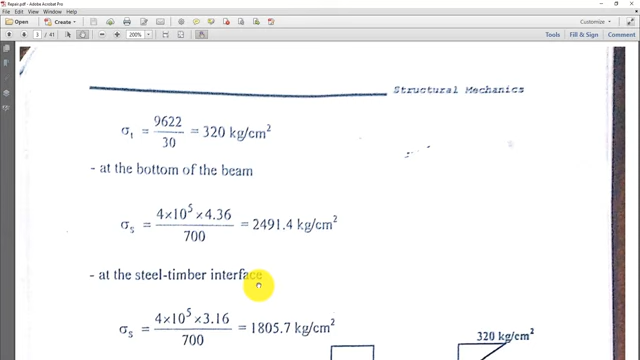 Repair.pdf - Adobe Acrobat Pro
File Edit View Window Help
Open Create Customize
3 / 41 200% Tools Fill & Sign Comment
Structural Mechanics
σt = 9622 / 30 = 320 kg/cm²
- at the bottom of the beam
σs = 4×10⁵×4.36 / 700 = 2491.4 kg/cm²
- at the steel-timber interface
σs = 4×10⁵×3.16 / 700 = 1805.7 kg/cm²
320 kg/cm²